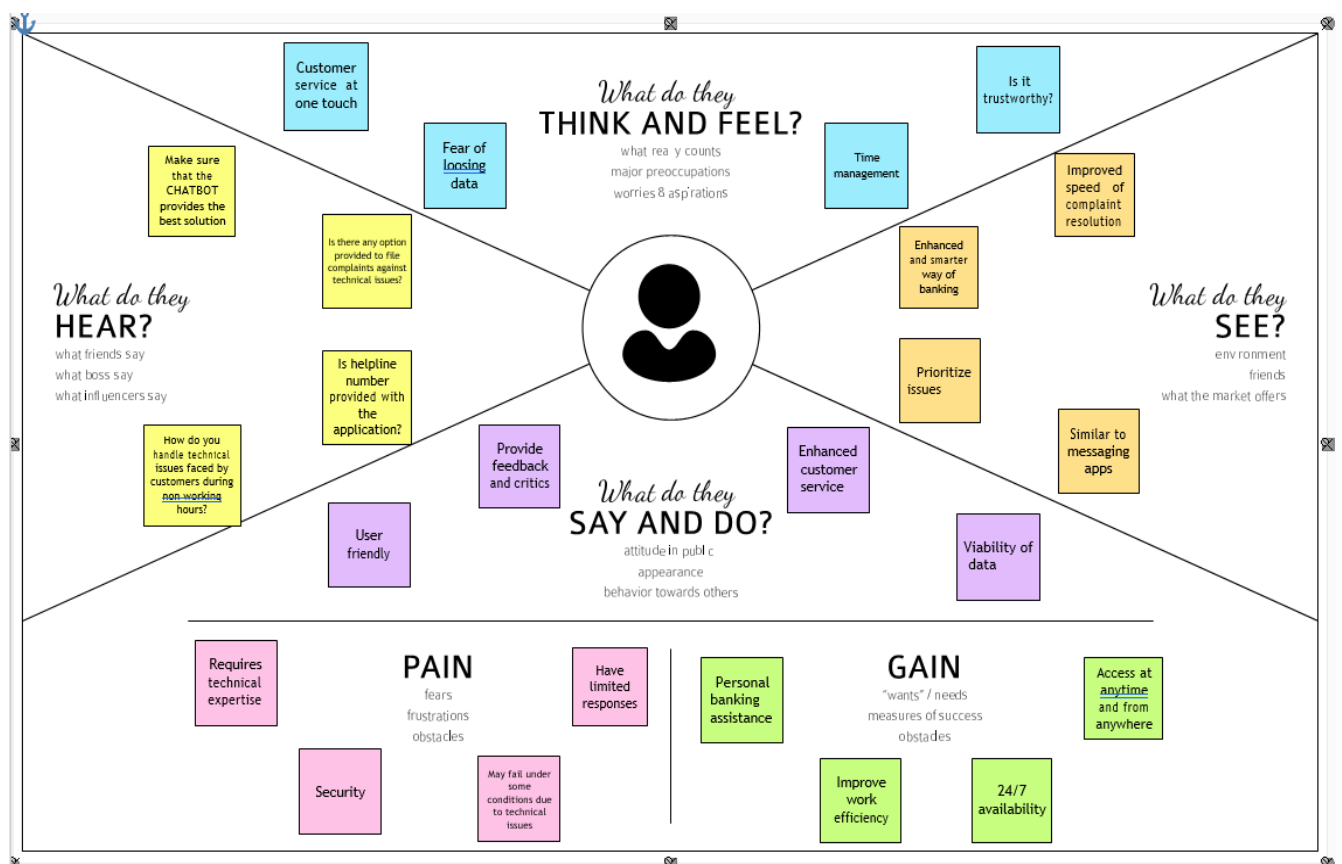 Customer
service at
one touch
Fear of
loosing
data
What do they
THINK AND FEEL?
what rea y counts
major preoccupations
worries & aspirations
Time
management
Is it
trustworthy?
Make sure
that the
CHATBOT
provides the
best solution
Is there any option
provided to file
complaints against
technical issues?
What do they
HEAR?
what friends say
what boss say
what influencers say
Is helpline
number
provided with
the
application?
How do you
handle technical
issues faced by
customers during
non working
hours?
Improved
speed of
complaint
resolution
Enhanced
and smarter
way of
banking
What do they
SEE?
env ronment
friends
what the market offers
Prioritize
issues
Similar to
messaging
apps
Provide
feedback
and critics
User
friendly
What do they
SAY AND DO?
attitude in publ c
appearance
behavior towards others
Enhanced
customer
service
Viability of
data
Requires
technical
expertise
PAIN
fears
frustrations
obstacles
Have
limited
responses
Security
May fail under
some
conditions due
to technical
issues
Personal
banking
assistance
GAIN
"wants" / needs
measures of success
obstacles
Access at
anytime
and from
anywhere
Improve
work
efficiency
24/7
availability